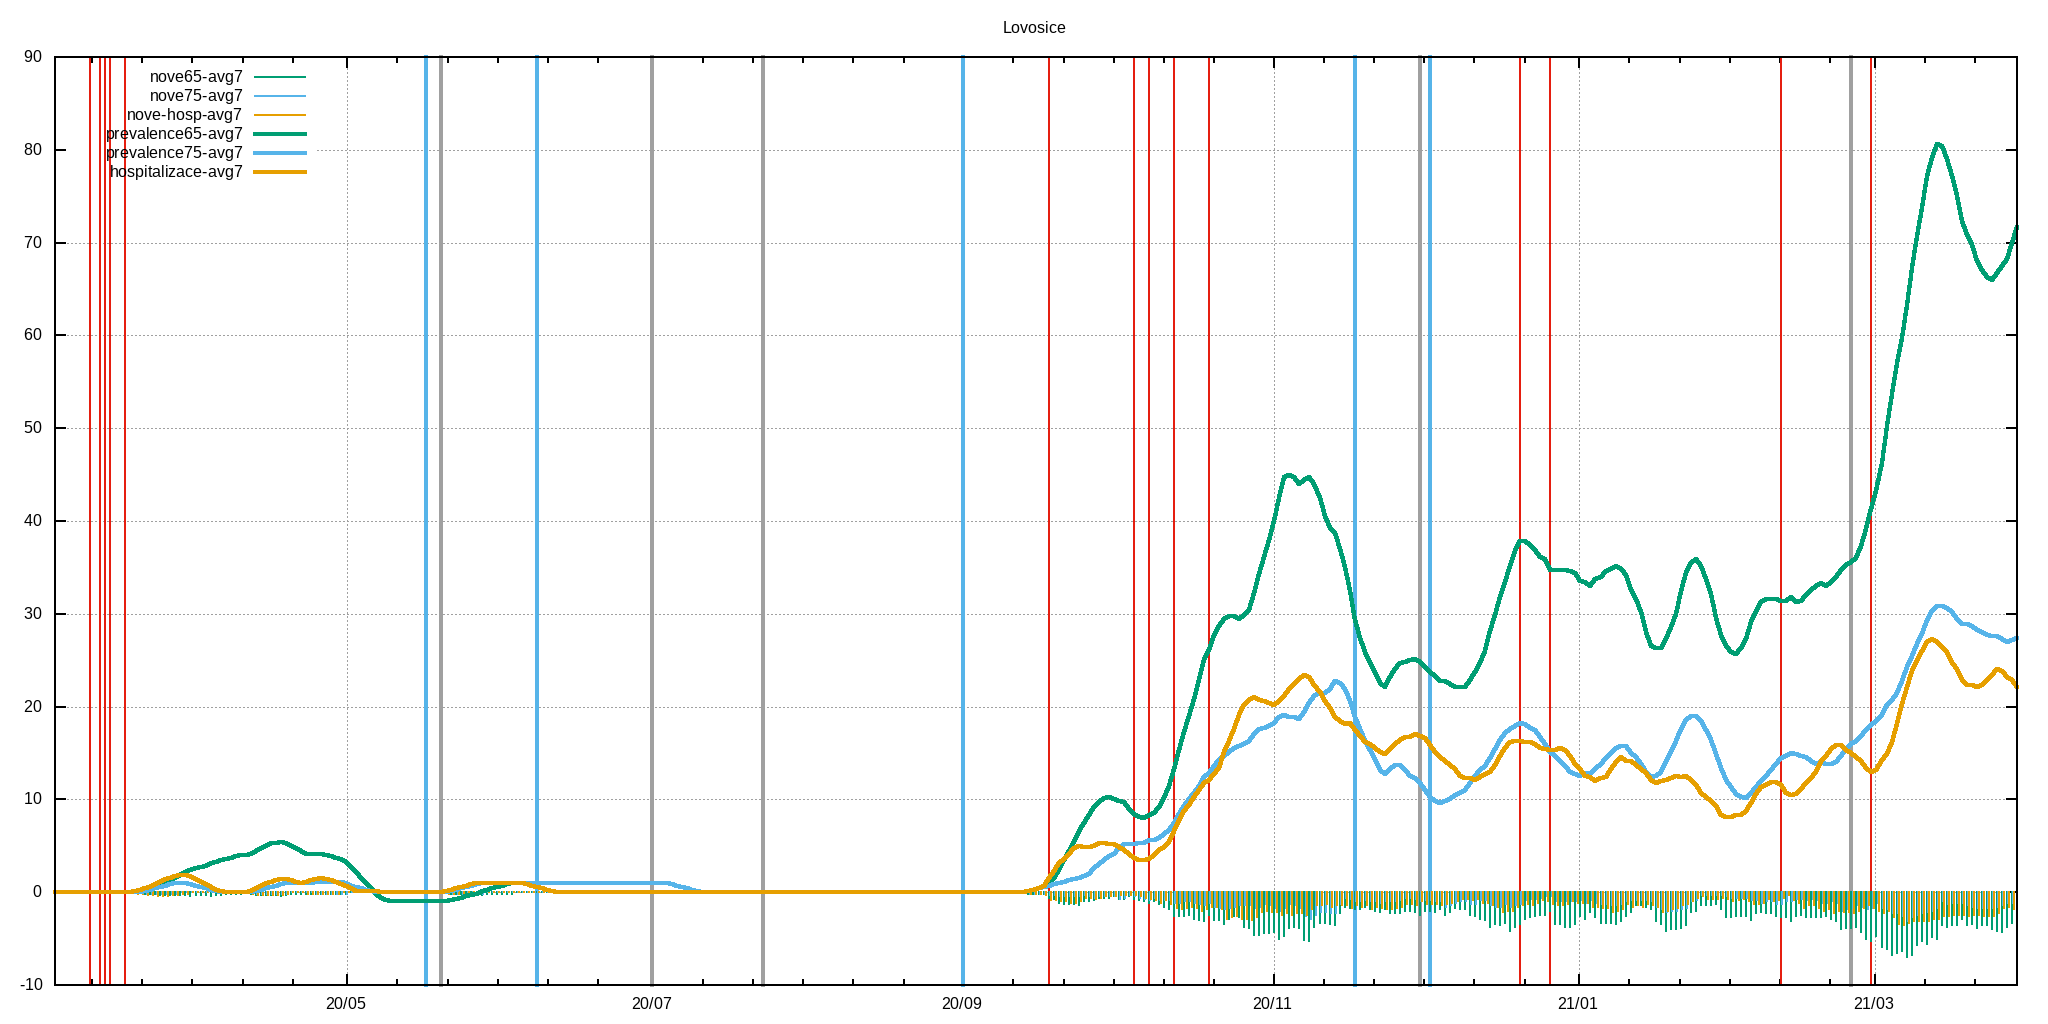 Lovosice
90
nove65-avg7
nove75-avg7
nove-hosp-avg7
prevalence65-avg7
80
prevalence75-avg7
hospitalizace-avg7
70
60
50
40
30
20
10
0
-10
20/05 20/07 20/09 20/11 21/01 21/03